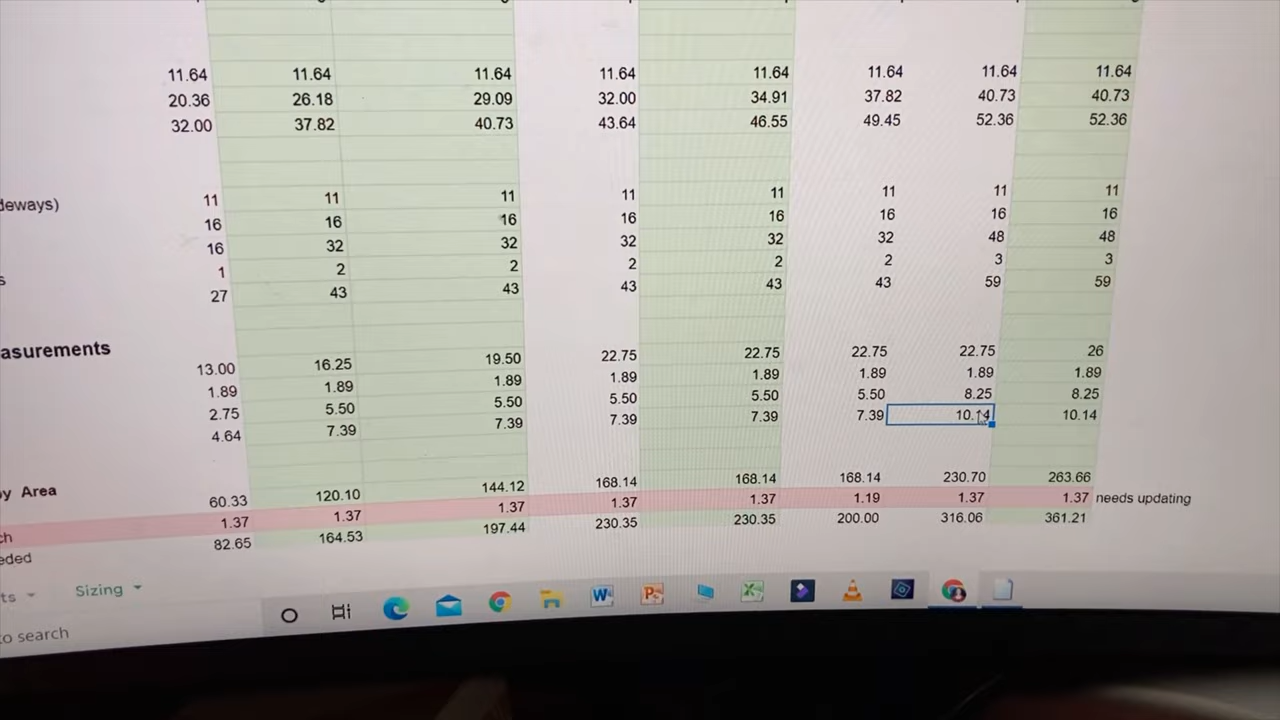 11.64 11.64 11.64 11.64 11.64 11.64 11.64 11.64
20.36 26.18 29.09 32.00 34.91 37.82 40.73 40.73
32.00 37.82 40.73 43.64 46.55 49.45 52.36 52.36
deways) 11 11 11 11 11 11 11 11
16 16 16 16 16 16 16 16
16 32 32 32 32 32 48 48
s 1 2 2 2 2 2 3 3
27 43 43 43 43 43 59 59
asurements
13.00 16.25 19.50 22.75 22.75 22.75 22.75 26
1.89 1.89 1.89 1.89 1.89 1.89 1.89 1.89
2.75 5.50 5.50 5.50 5.50 5.50 8.25 8.25
4.64 7.39 7.39 7.39 7.39 7.39 10.14 10.14
by Area 60.33 120.10 144.12 168.14 168.14 168.14 230.70 263.66
ch 1.37 1.37 1.37 1.37 1.37 1.19 1.37 1.37 needs updating
eded 82.65 164.53 197.44 230.35 230.35 200.00 316.06 361.21
ts Sizing
to search